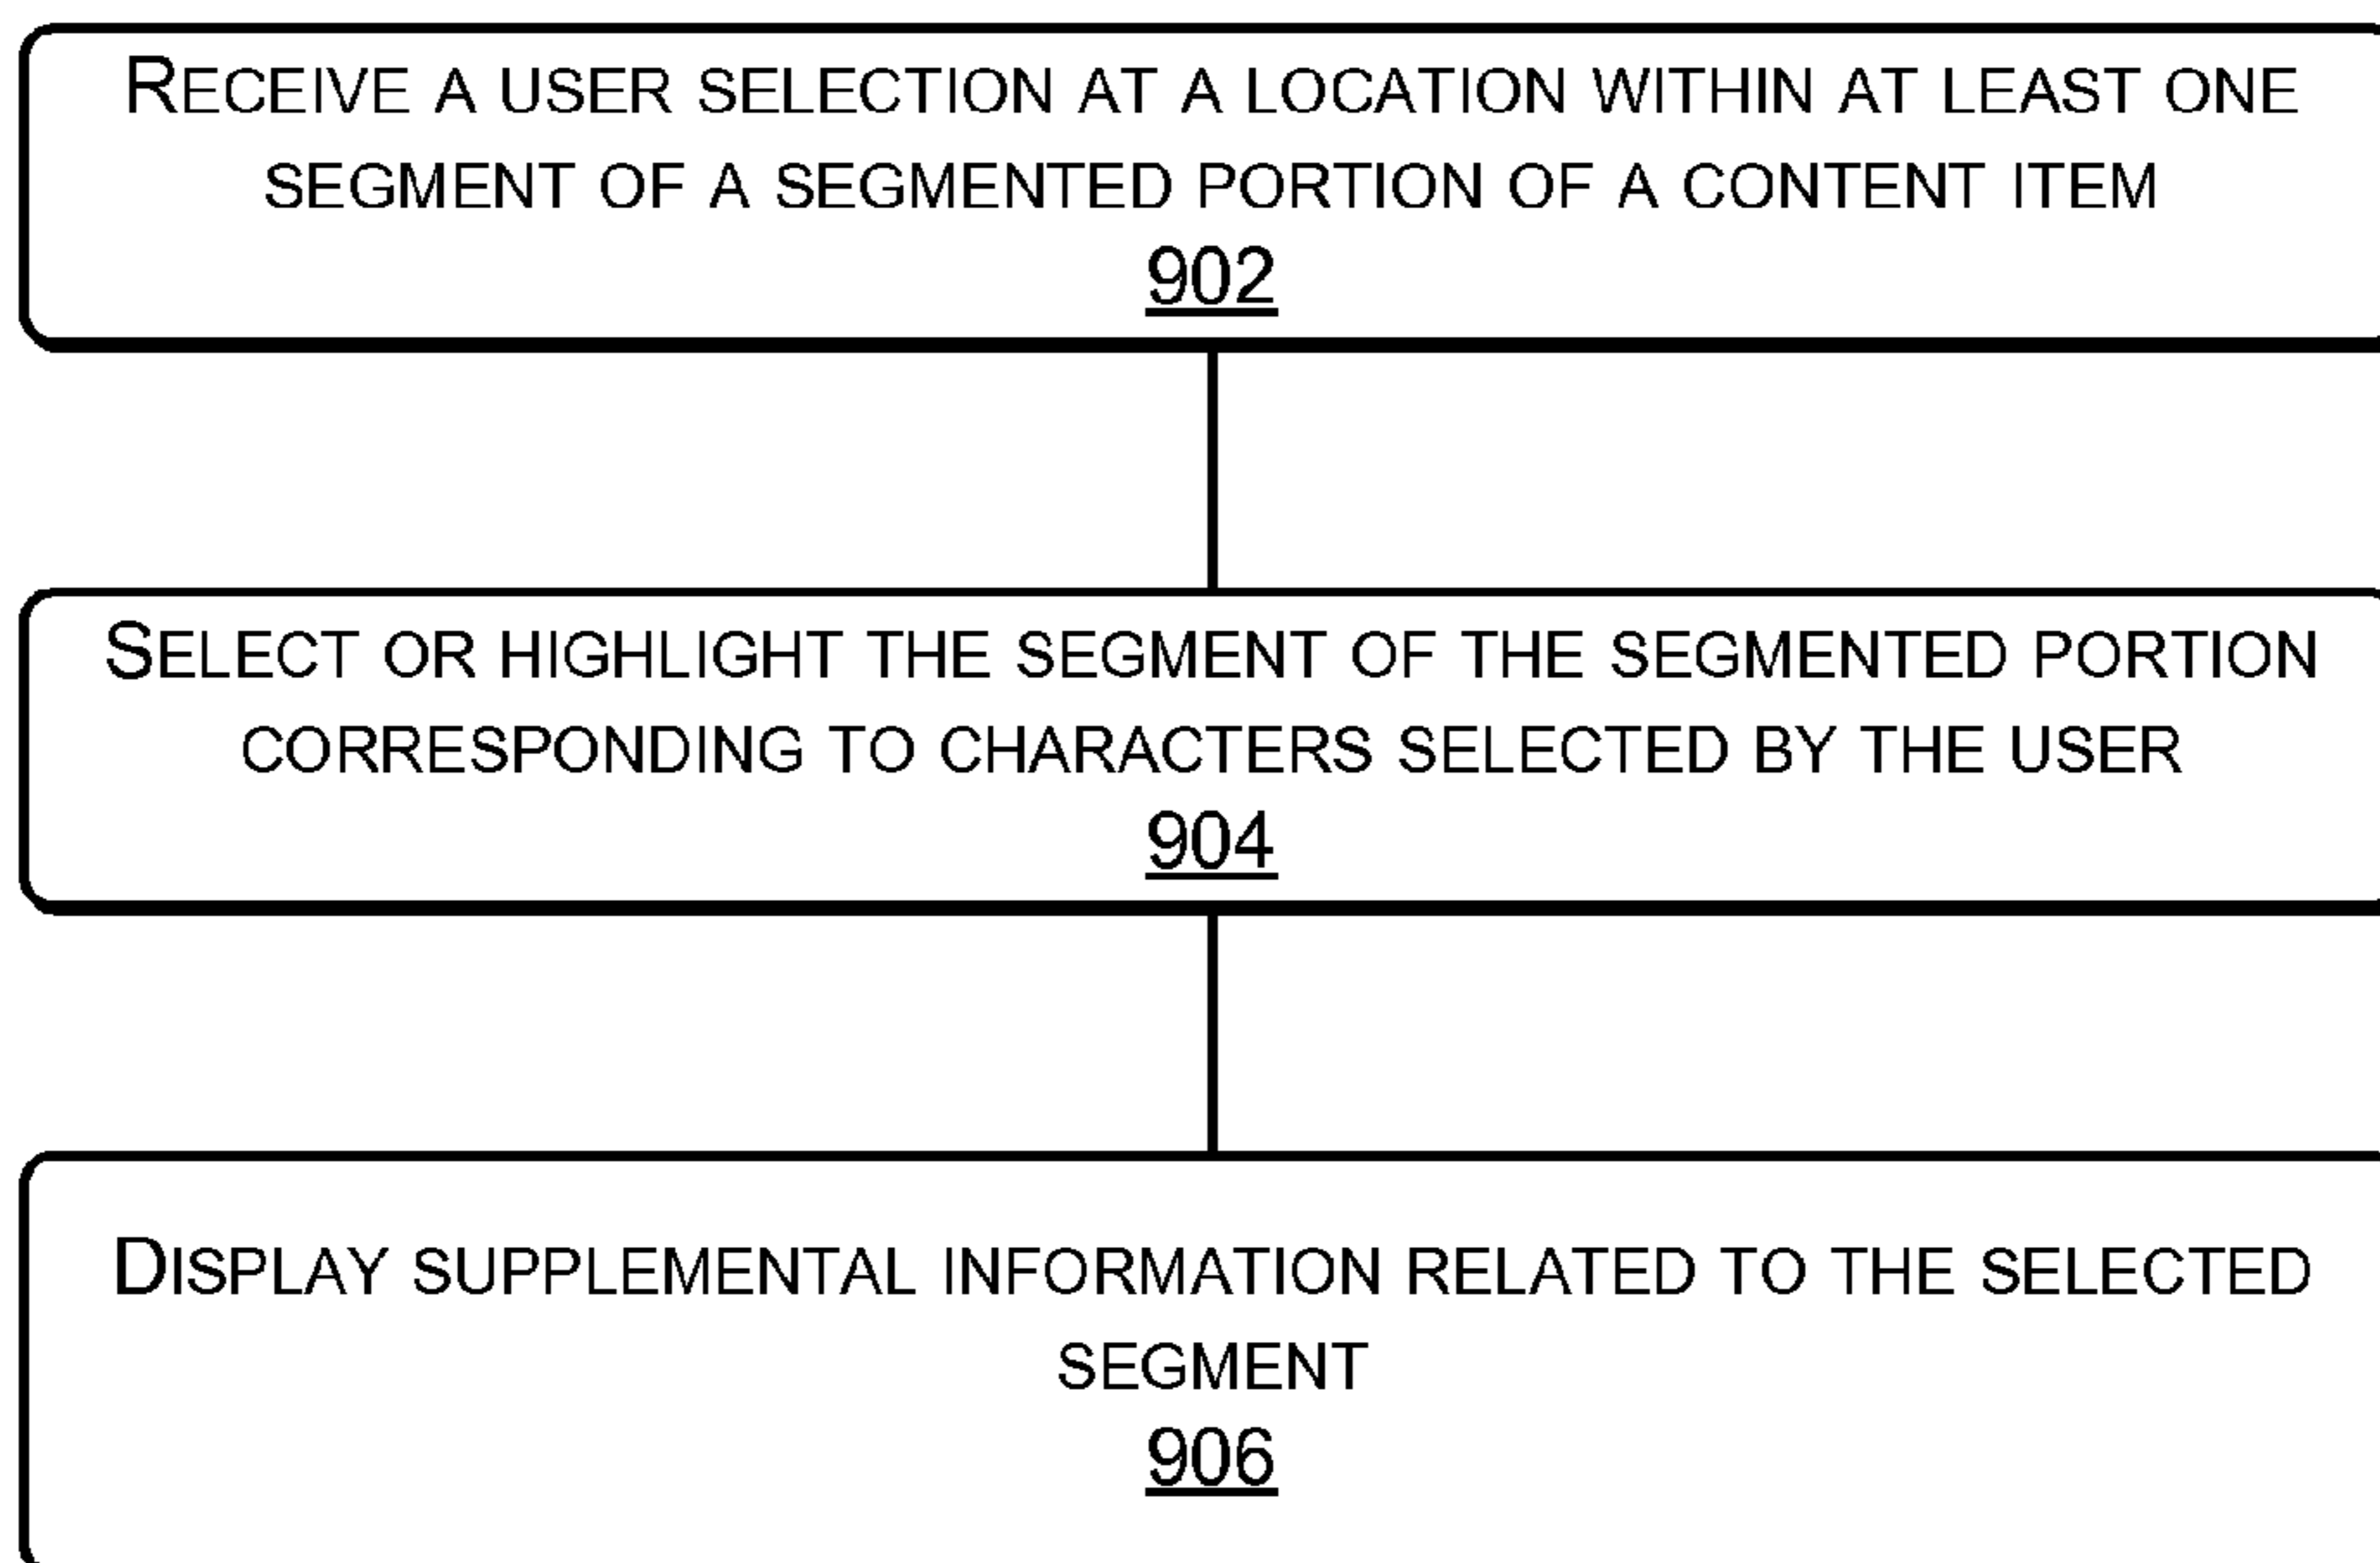 RECEIVE A USER SELECTION AT A LOCATION WITHIN AT LEAST ONE
SEGMENT OF A SEGMENTED PORTION OF A CONTENT ITEM
902
SELECT OR HIGHLIGHT THE SEGMENT OF THE SEGMENTED PORTION
CORRESPONDING TO CHARACTERS SELECTED BY THE USER
904
DISPLAY SUPPLEMENTAL INFORMATION RELATED TO THE SELECTED
SEGMENT
906